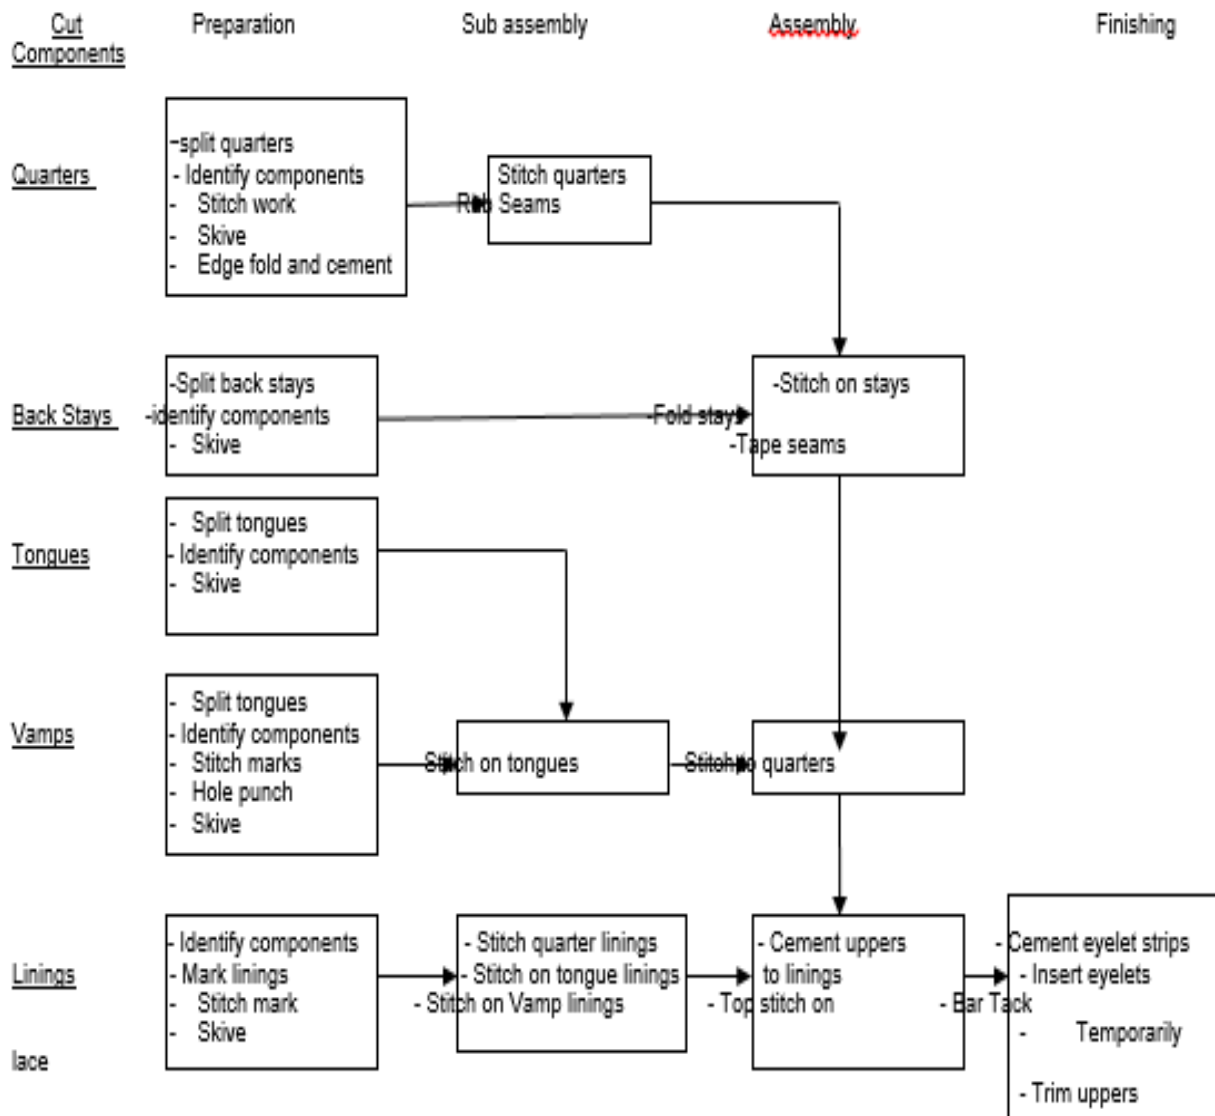 Cut Preparation Sub assembly Assembly Finishing
Components
-split quarters
Quarters - Identify components Stitch quarters
- Stitch work Rib Seams
- Skive
- Edge fold and cement
-Split back stays -Stitch on stays
Back Stays -identify components -Fold stays
- Skive -Tape seams
- Split tongues
Tongues - Identify components
- Skive
- Split tongues
Vamps - Identify components
- Stitch marks Stitch on tongues Stitch to quarters
- Hole punch
- Skive
- Identify components - Stitch quarter linings - Cement uppers - Cement eyelet strips
Linings - Mark linings - Stitch on tongue linings to linings - Insert eyelets
- Stitch mark - Stitch on Vamp linings - Top stitch on - Bar Tack
- Skive - Temporarily
lace
- Trim uppers